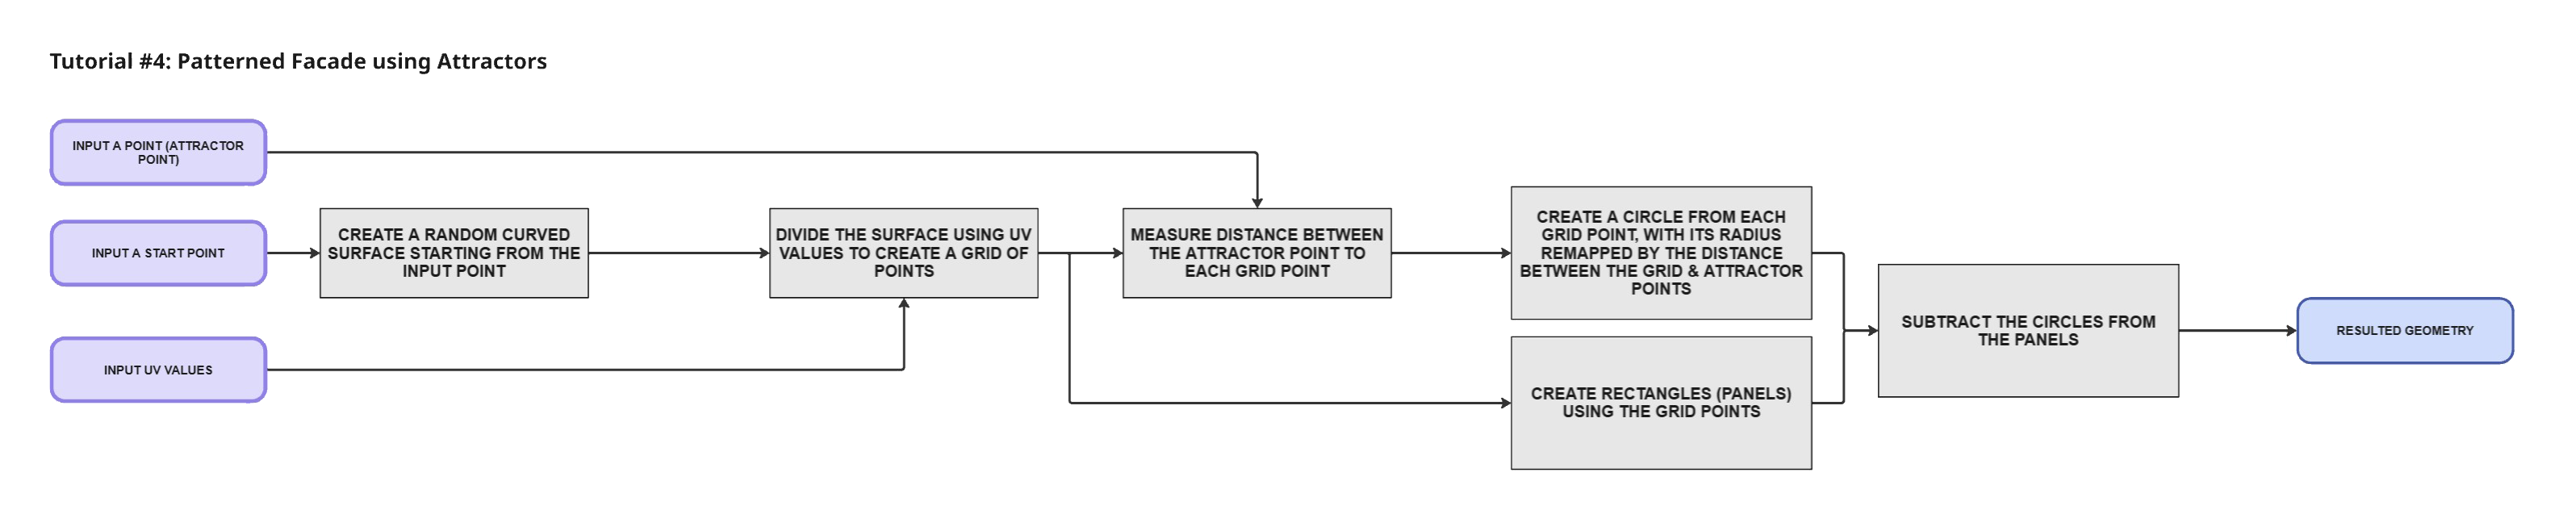 Tutorial #4: Patterned Facade using Attractors
INPUT A POINT (ATTRACTOR
POINT)
INPUT A START POINT
INPUT UV VALUES
CREATE A RANDOM CURVED
SURFACE STARTING FROM THE
INPUT POINT
DIVIDE THE SURFACE USING UV
VALUES TO CREATE A GRID OF
POINTS
MEASURE DISTANCE BETWEEN
THE ATTRACTOR POINT TO
EACH GRID POINT
CREATE A CIRCLE FROM EACH
GRID POINT, WITH ITS RADIUS
REMAPPED BY THE DISTANCE
BETWEEN THE GRID & ATTRACTOR
POINTS
CREATE RECTANGLES (PANELS)
USING THE GRID POINTS
SUBTRACT THE CIRCLES FROM
THE PANELS
RESULTED GEOMETRY